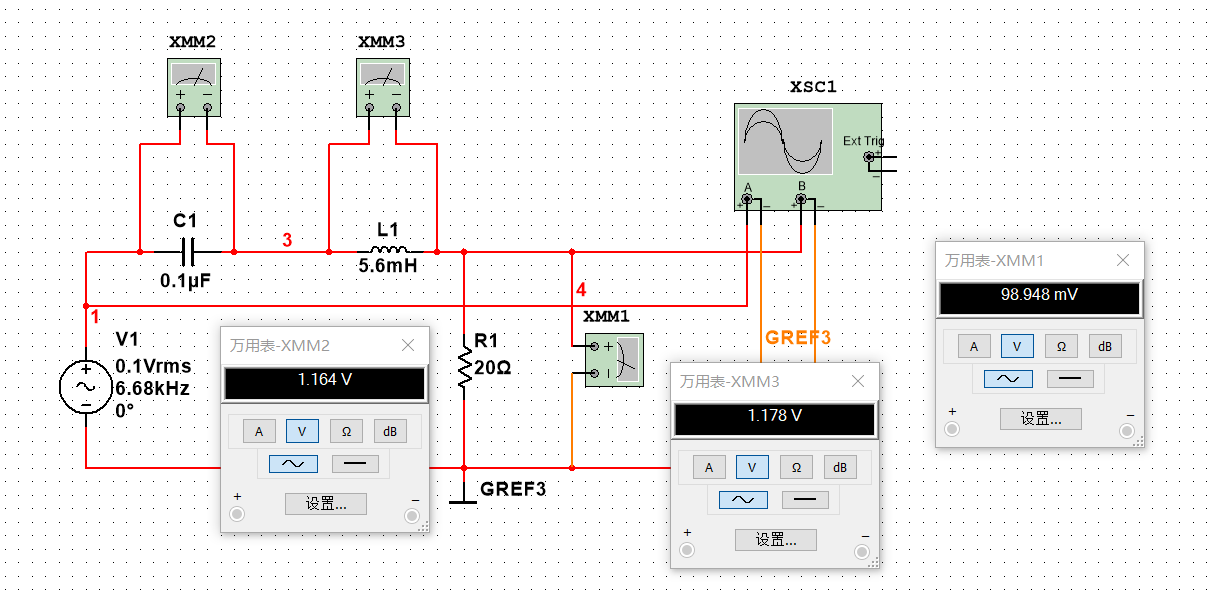 XMM2
XMM3
+ −
+ −
XSC1
Ext Trig
+
−
A
B
+ −
+ −
C1
0.1µF
3
L1
5.6mH
1
4
XMM1
+
−
GREF3
V1
0.1Vrms
6.68kHz
0°
+
−
R1
20Ω
GREF3
万用表-XMM2
1.164 V
A V Ω dB
+ −
设置...
万用表-XMM3
1.178 V
A V Ω dB
+ −
设置...
万用表-XMM1
98.948 mV
A V Ω dB
+ −
设置...